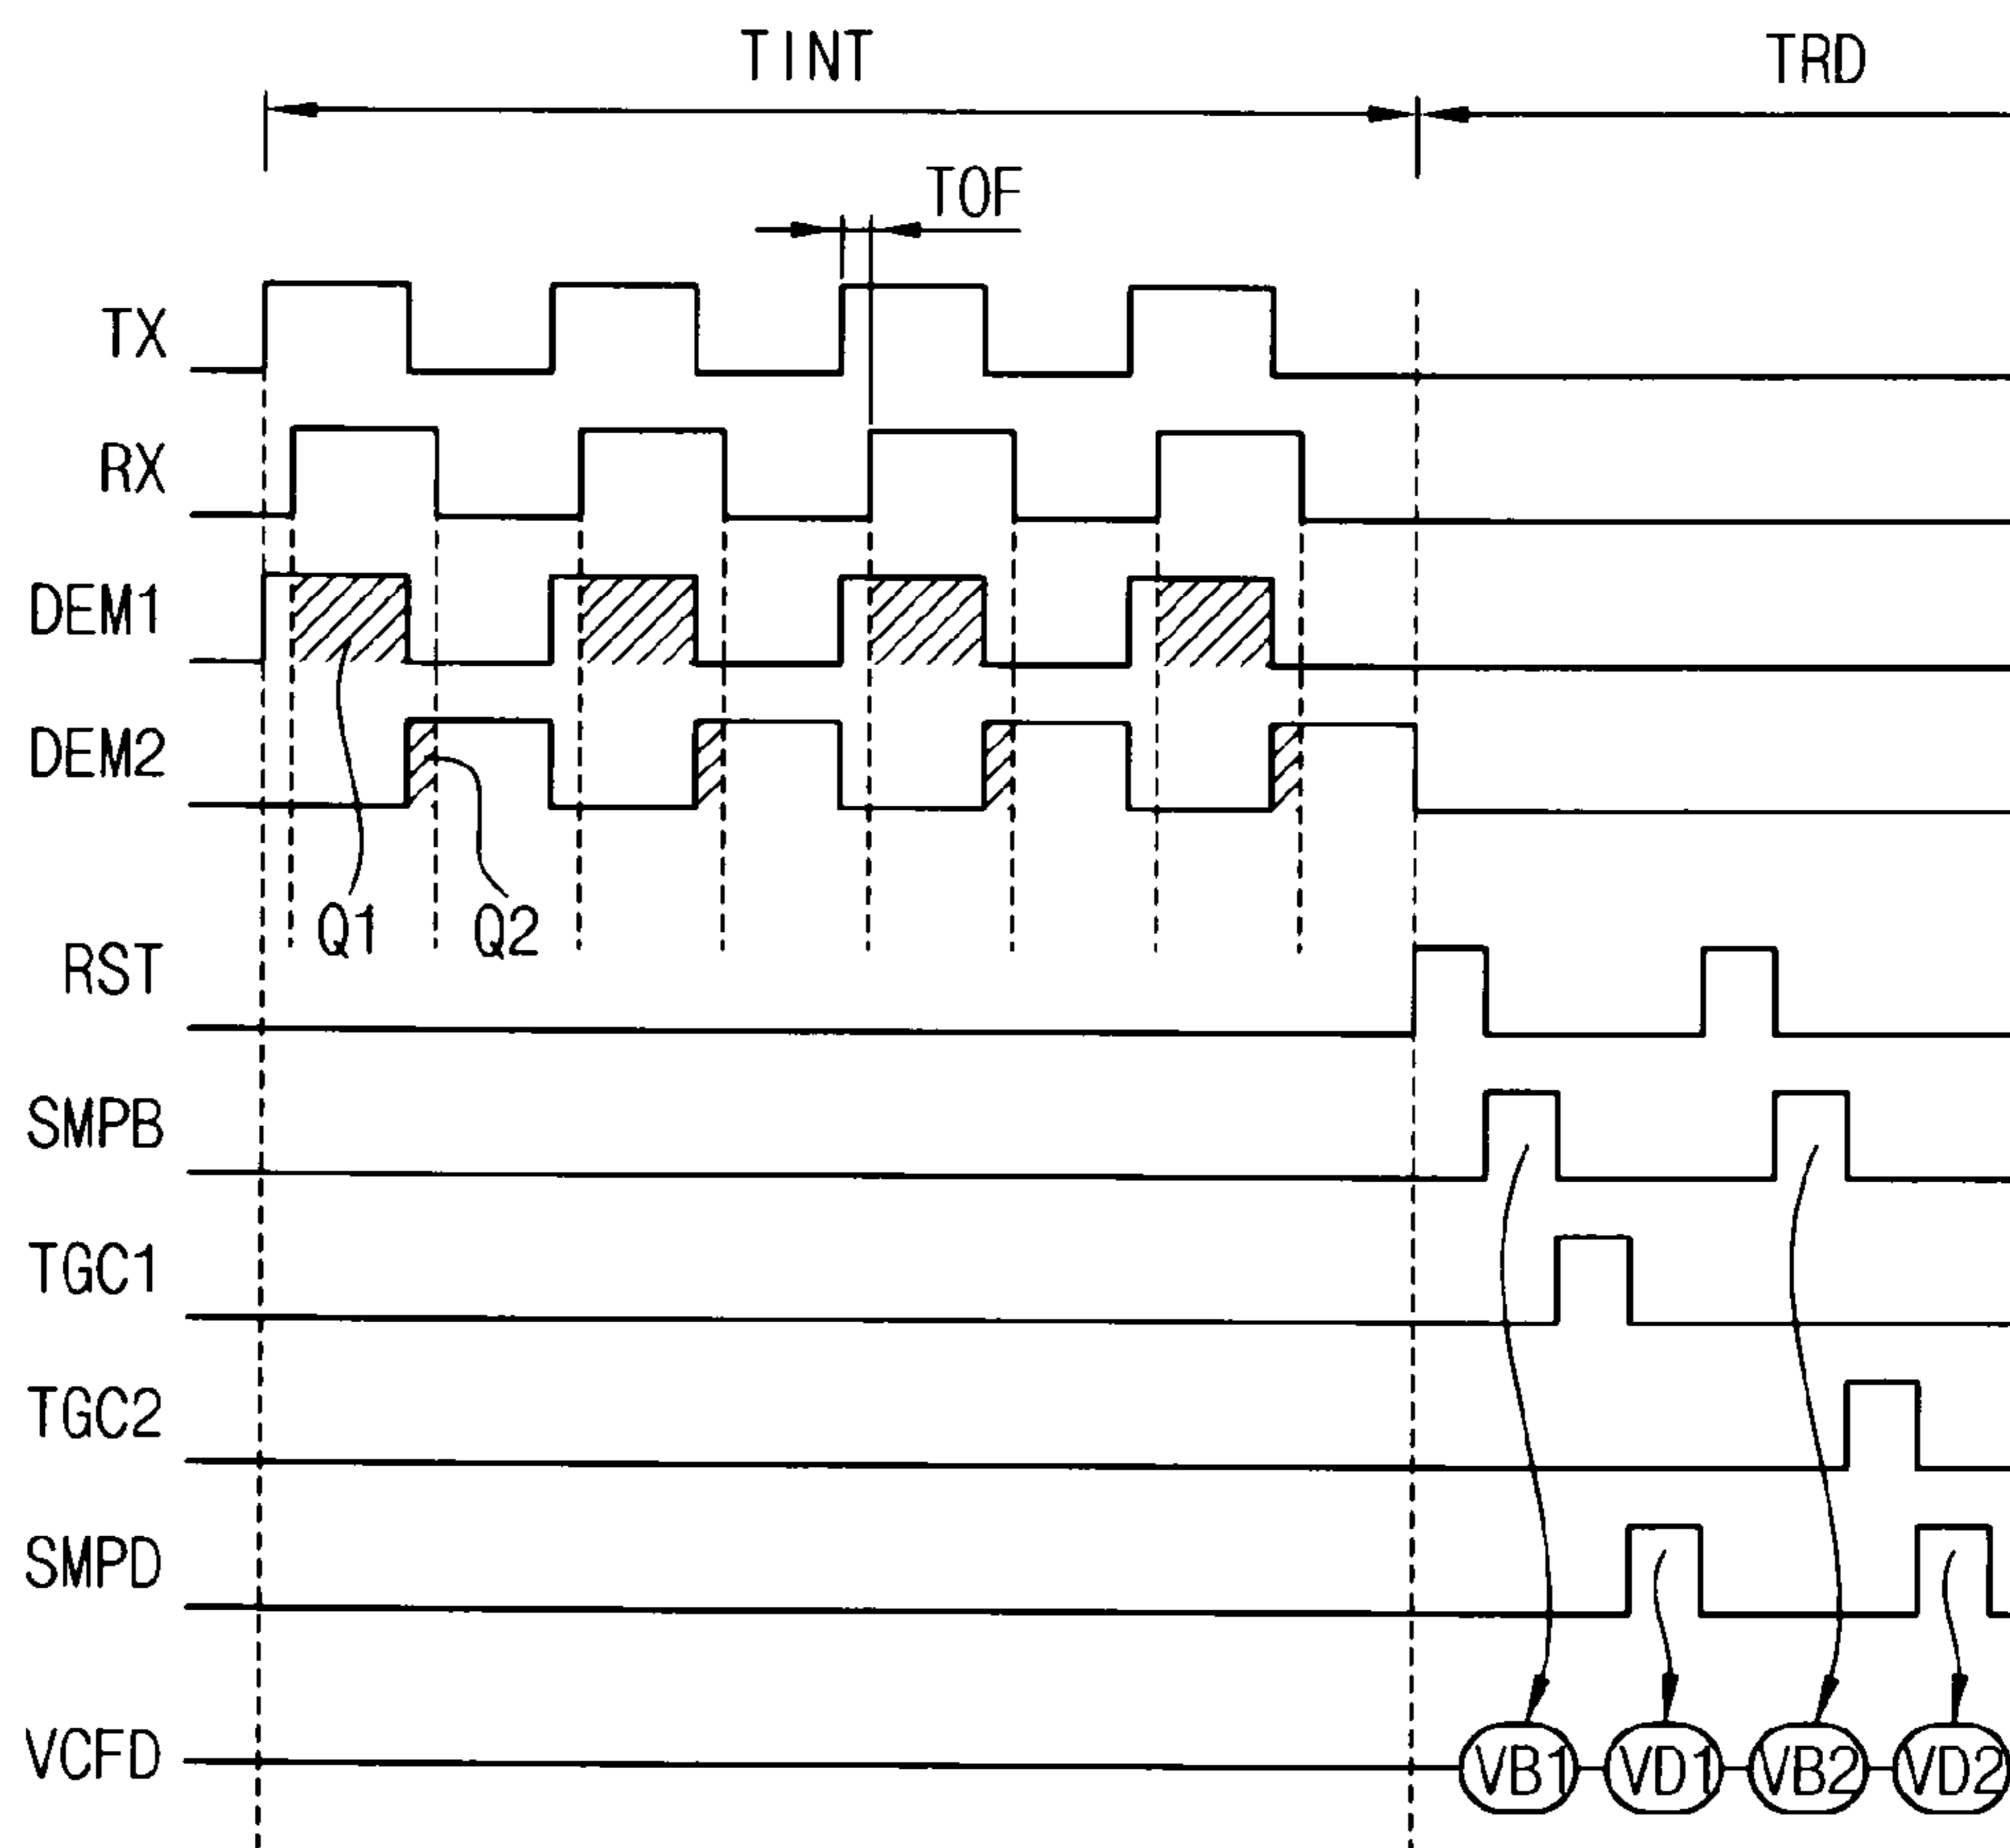 TINT TRD
TOF
TX
RX
DEM1
DEM2
Q1 Q2
RST
SMPB
TGC1
TGC2
SMPD
VCFD VB1 VD1 VB2 VD2